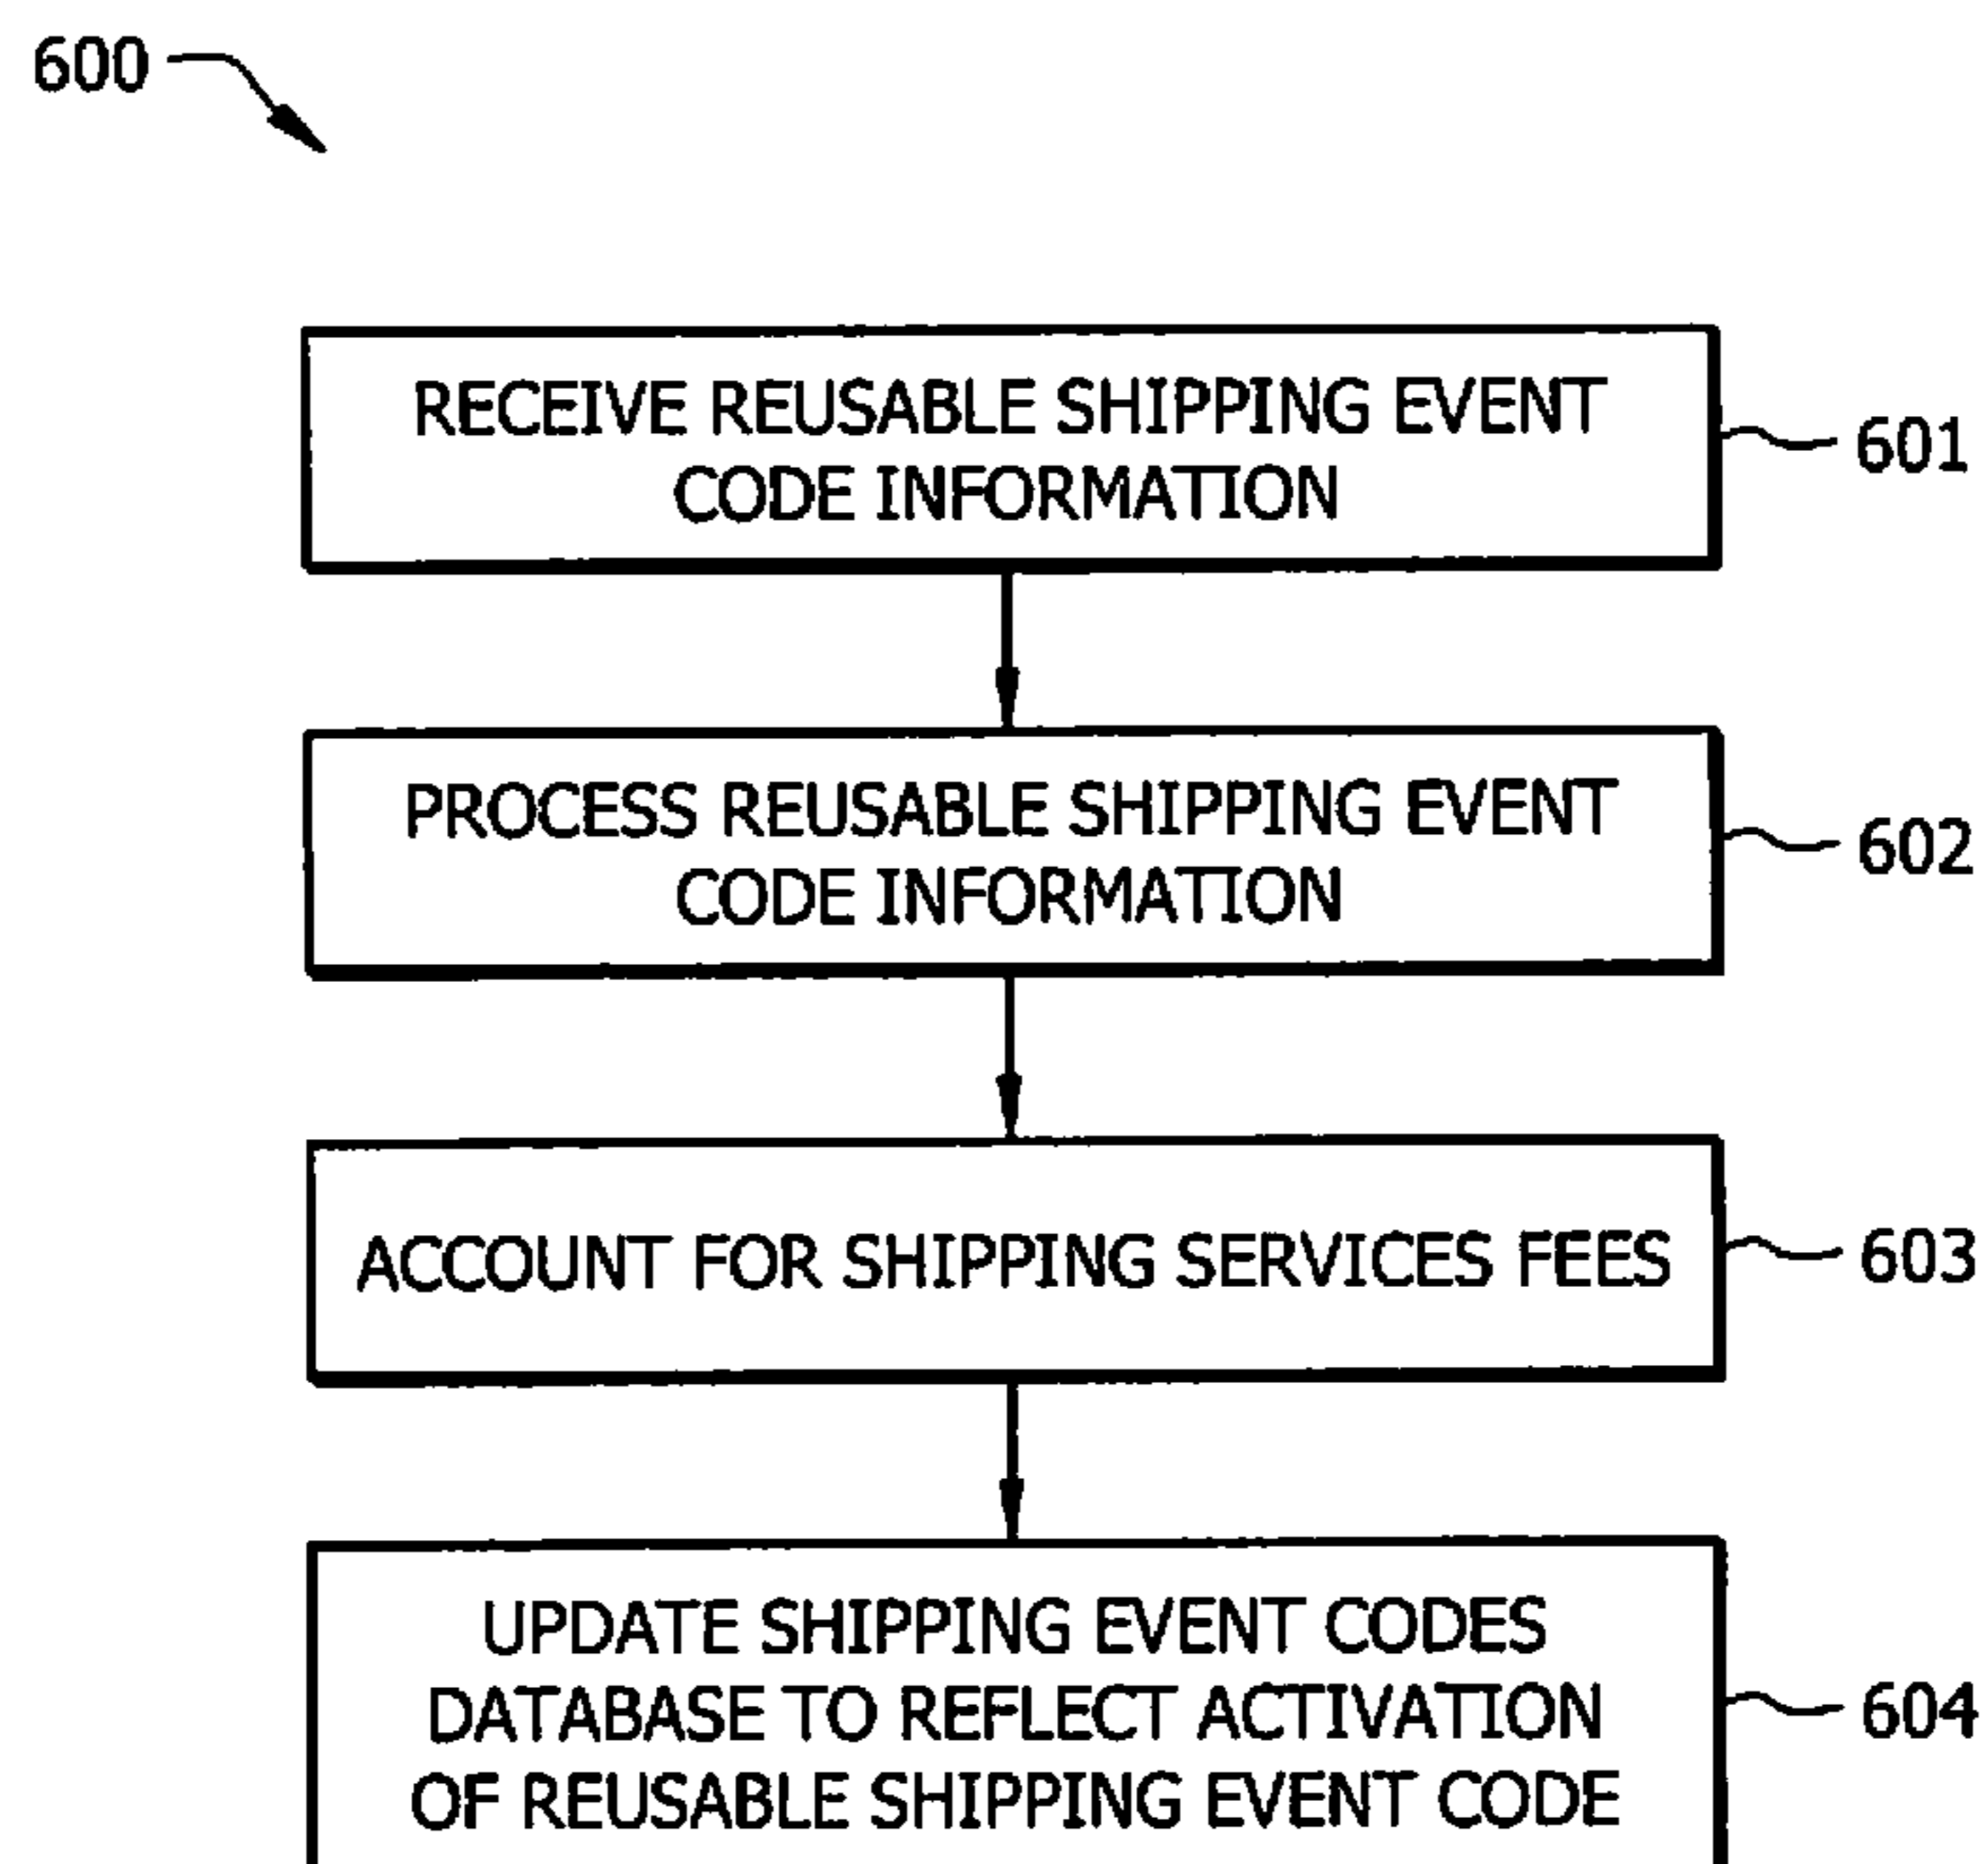 600
RECEIVE REUSABLE SHIPPING EVENT
CODE INFORMATION
601
PROCESS REUSABLE SHIPPING EVENT
CODE INFORMATION
602
ACCOUNT FOR SHIPPING SERVICES FEES
603
UPDATE SHIPPING EVENT CODES
DATABASE TO REFLECT ACTIVATION
OF REUSABLE SHIPPING EVENT CODE
604